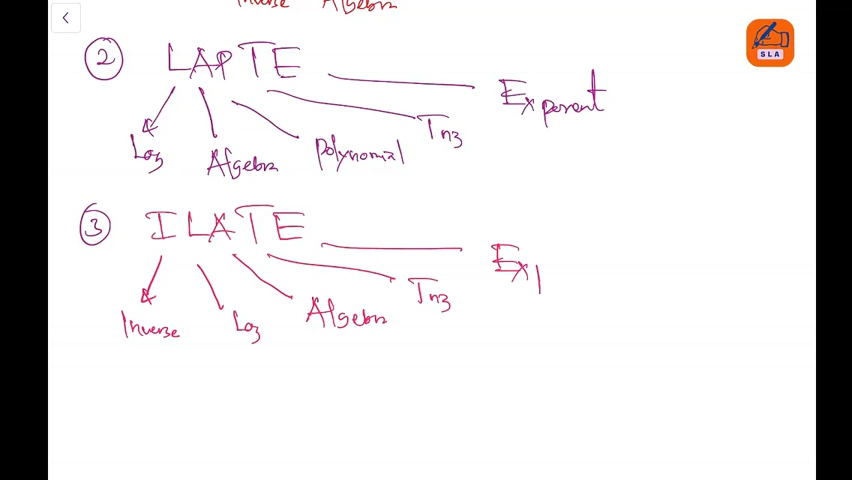 Inverse Algebra
2 LAPTE
Exponent
Trig
Log Algebra Polynomial
3 ILATE
Exp
Trig
Inverse Log Algebra
SLA